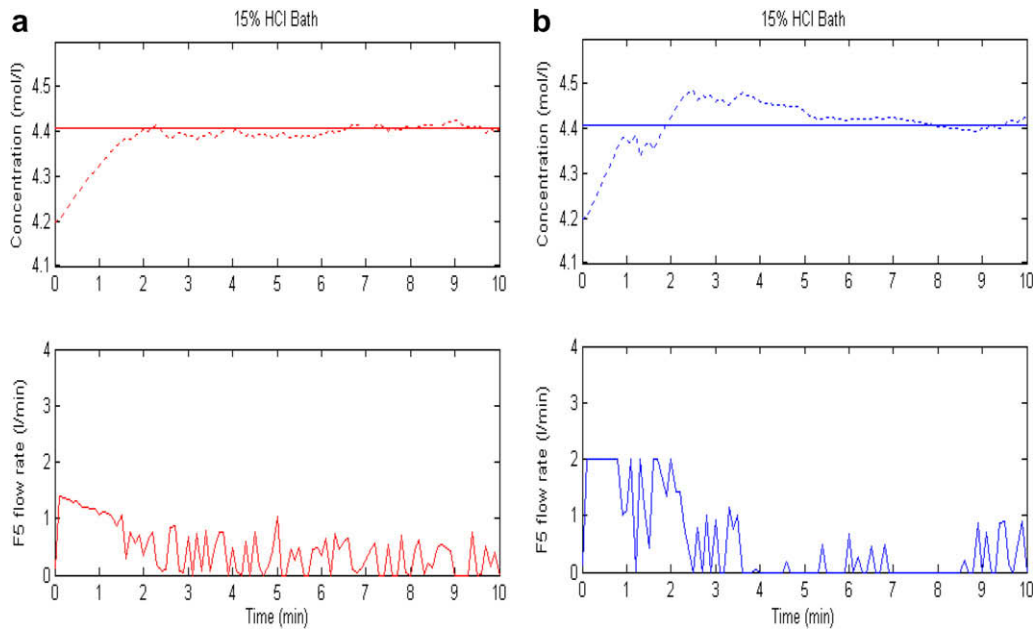 a
15% HCl Bath
Concentration (mol/l)
4.5
4.4
4.3
4.2
4.1
0 1 2 3 4 5 6 7 8 9 10
F5 flow rate (l/min)
4
3
2
1
0
0 1 2 3 4 5 6 7 8 9 10
Time (min)
b
15% HCl Bath
Concentration (mol/l)
4.5
4.4
4.3
4.2
4.1
0 1 2 3 4 5 6 7 8 9 10
F5 flow rate (l/min)
4
3
2
1
0
0 1 2 3 4 5 6 7 8 9 10
Time (min)